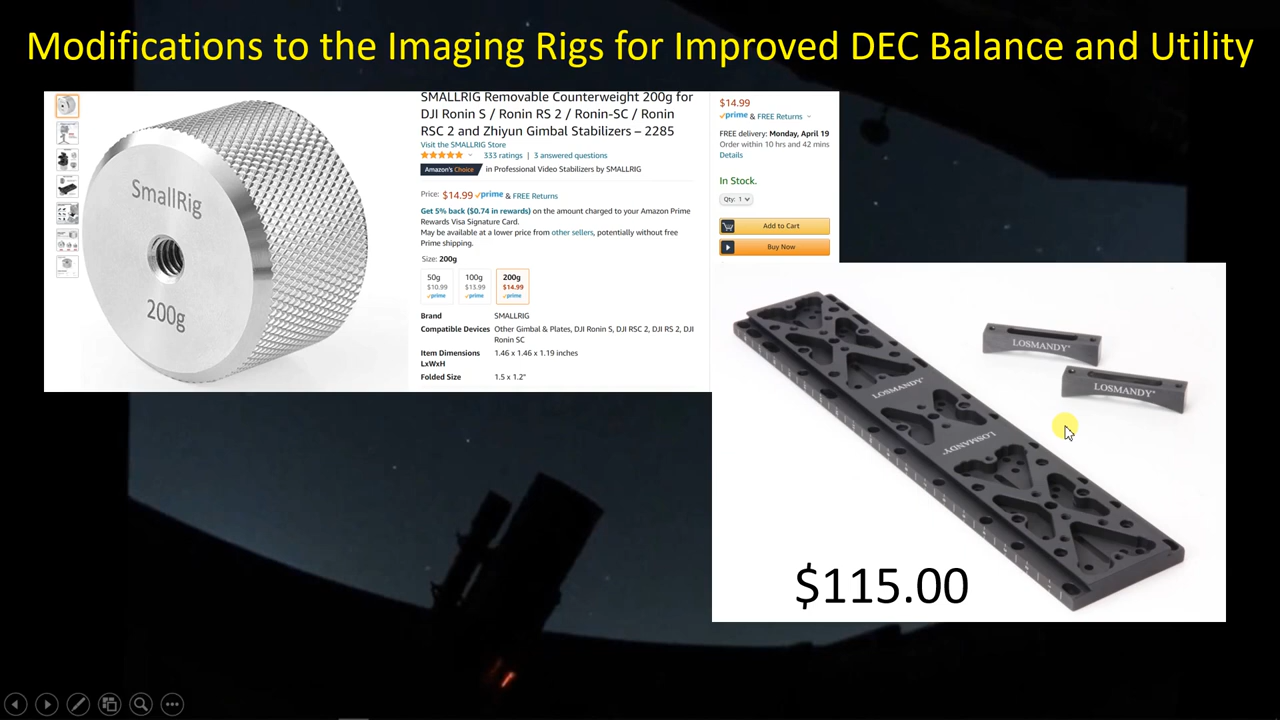 Modifications to the Imaging Rigs for Improved DEC Balance and Utility
SmallRig
200g
SMALLRIG Removable Counterweight 200g for
DJI Ronin S / Ronin RS 2 / Ronin-SC / Ronin
RSC 2 and Zhiyun Gimbal Stabilizers – 2285
Visit the SMALLRIG Store
333 ratings | 3 answered questions
Amazon's Choice in Professional Video Stabilizers by SMALLRIG
Price: $14.99 prime & FREE Returns
Get 5% back ($0.74 in rewards) on the amount charged to your Amazon Prime
Rewards Visa Signature Card.
May be available at a lower price from other sellers, potentially without free
Prime shipping.
Size: 200g
50g 100g 200g
$10.99 $13.99 $14.99
prime prime prime
Brand SMALLRIG
Compatible Devices Other Gimbal & Plates, DJI Ronin S, DJI RSC 2, DJI RS 2, DJI
Ronin SC
Item Dimensions 1.46 x 1.46 x 1.19 inches
LxWxH
Folded Size 1.5 x 1.2"
$14.99
prime & FREE Returns
FREE delivery: Monday, April 19
Order within 10 hrs and 42 mins
Details
In Stock.
Qty: 1
Add to Cart
Buy Now
LOSMANDY
LOSMANDY
LOSMANDY
LOSMANDY
$115.00